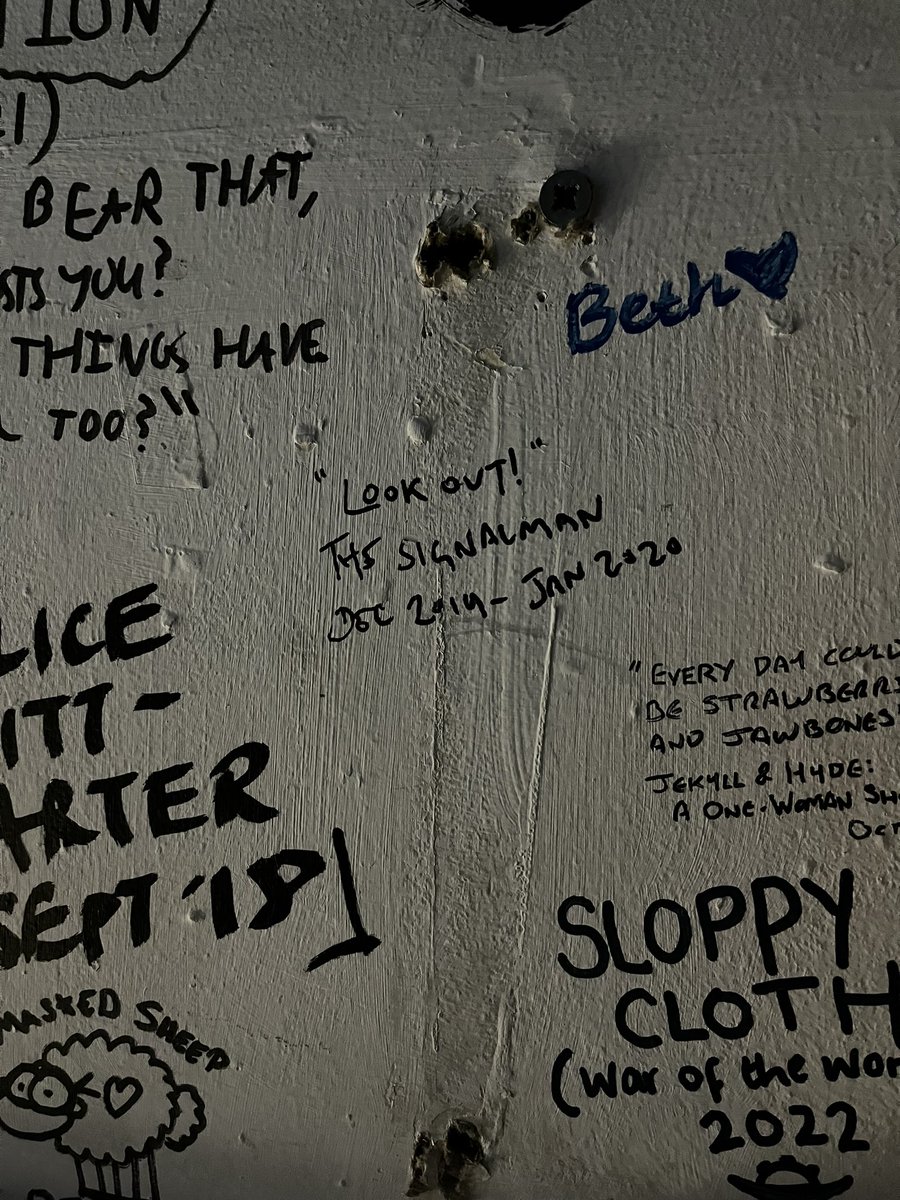 TION
BEAR THAT,
STS YOU?
THINGS HAVE
TOO?"
Beth
"LOOK OUT!"
THE SIGNALMAN
DEC 2019 - JAN 2020
LICE
ITT -
ARTER
SEPT '18]
"EVERY DAY COULD
BE STRAWBERRI
AND JAWBONES"
JEKYLL & HYDE:
A ONE-WOMAN SH
OCT
MASKED SHEEP
SLOPPY
CLOTH
(War of the Wor
2022